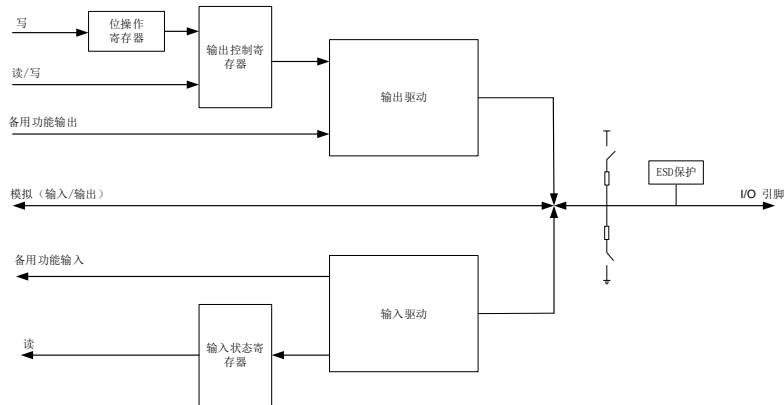 写
位操作
寄存器
输出控制寄
存器
读/写
输出驱动
备用功能输出
ESD保护
模拟（输入/输出）
I/O 引脚
备用功能输入
输入驱动
输入状态寄
存器
读